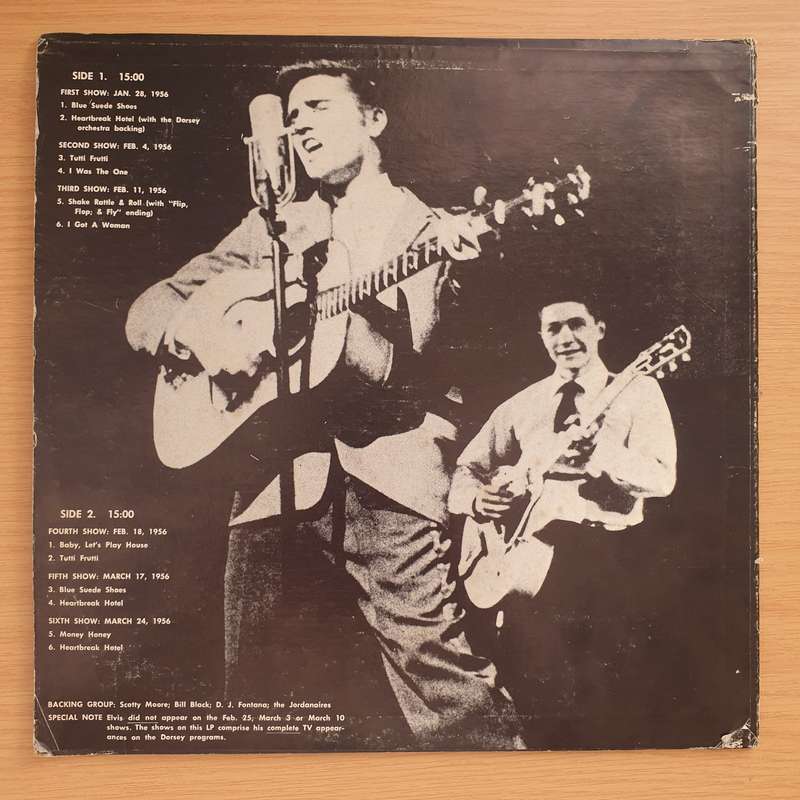 SIDE 1.   15:00
FIRST SHOW: JAN. 28, 1956
1. Blue Suede Shoes
2. Heartbreak Hotel (with the Dorsey
orchestra backing)
SECOND SHOW: FEB. 4, 1956
3. Tutti Frutti
4. I Was The One
THIRD SHOW: FEB. 11, 1956
5. Shake Rattle & Roll (with "Flip,
Flop; & Fly" ending)
6. I Got A Woman
SIDE 2.   15:00
FOURTH SHOW: FEB. 18, 1956
1. Baby, Let's Play House
2. Tutti Frutti
FIFTH SHOW: MARCH 17, 1956
3. Blue Suede Shoes
4. Heartbreak Hotel
SIXTH SHOW: MARCH 24, 1956
5. Money Honey
6. Heartbreak Hotel
BACKING GROUP: Scotty Moore; Bill Black; D. J. Fontana; the Jordanaires
SPECIAL NOTE Elvis did not appear on the Feb. 25; March 3 or March 10
shows. The shows on this LP comprise his complete TV appear-
ances on the Dorsey programs.